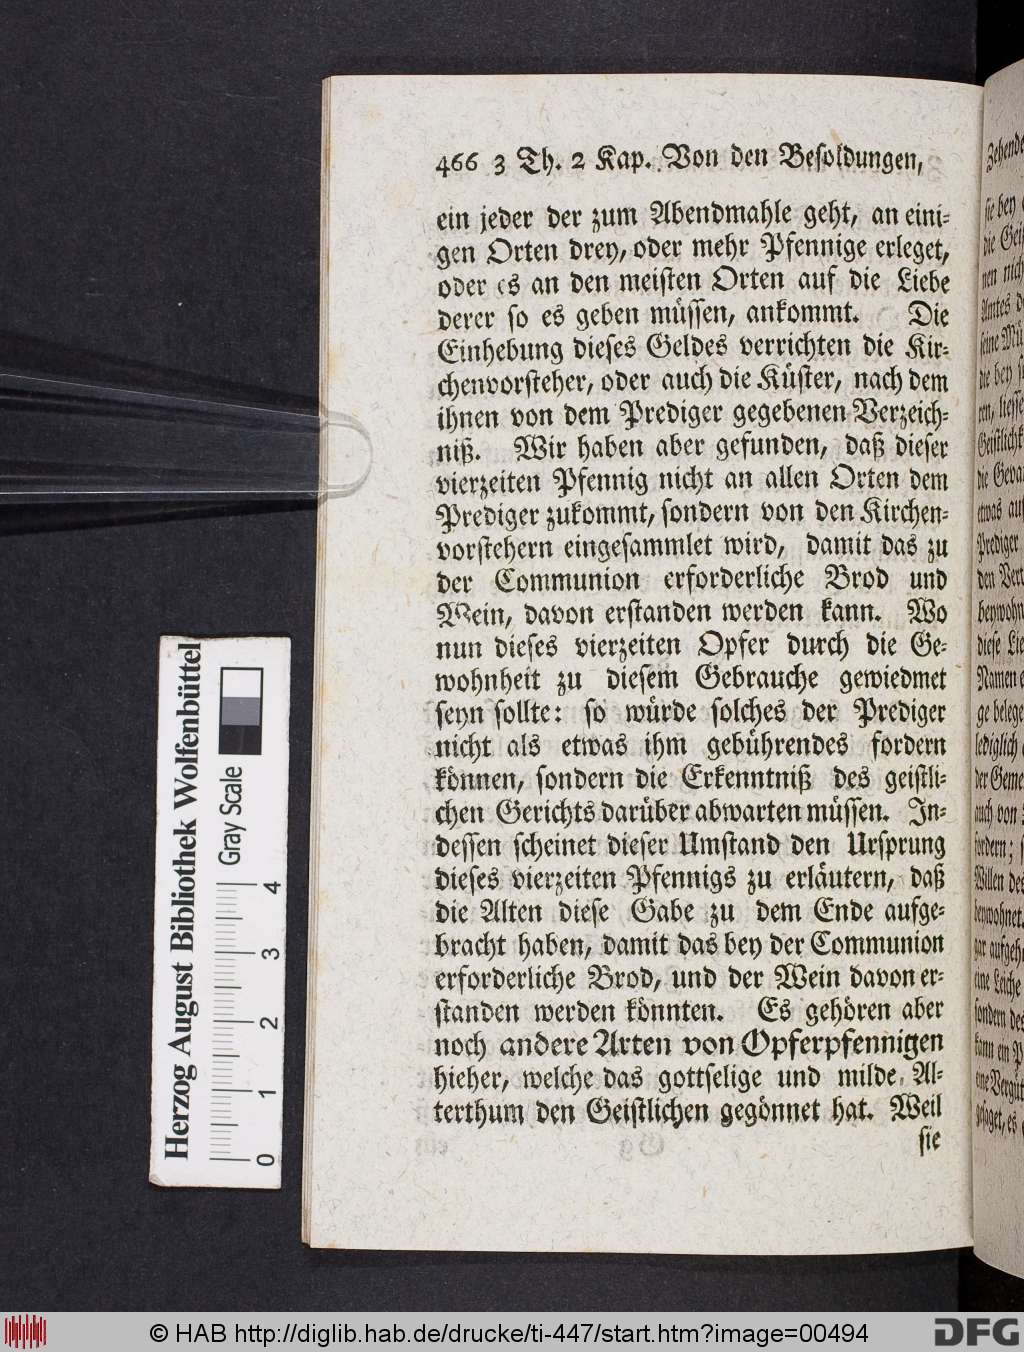 466 3 Th. 2 Kap. Von den Besoldungen,
ein jeder der zum Abendmahle geht, an eini-
gen Orten drey, oder mehr Pfennige erleget,
oder es an den meisten Orten auf die Liebe
derer so es geben müssen, ankommt. Die
Einhebung dieses Geldes verrichten die Kir-
chenvorsteher, oder auch die Küster, nach dem
ihnen von dem Prediger gegebenen Verzeich-
niß. Wir haben aber gefunden, daß dieser
vierzeiten Pfennig nicht an allen Orten dem
Prediger zukommt, sondern von den Kirchen-
vorstehern eingesammlet wird, damit das zu
der Communion erforderliche Brod und
Wein, davon erstanden werden kann. Wo
nun dieses vierzeiten Opfer durch die Ge-
wohnheit zu diesem Gebrauche gewiedmet
seyn sollte: so würde solches der Prediger
nicht als etwas ihm gebührendes fordern
können, sondern die Erkenntniß des geistli-
chen Gerichts darüber abwarten müssen. In-
dessen scheinet dieser Umstand den Ursprung
dieses vierzeiten Pfennigs zu erläutern, daß
die Alten diese Gabe zu dem Ende aufge-
bracht haben, damit das bey der Communion
erforderliche Brod, und der Wein davon er-
standen werden könnten. Es gehören aber
noch andere Arten von Opferpfennigen
hieher, welche das gottselige und milde Al-
terthum den Geistlichen gegönnet hat. Weil
sie
Herzog August Bibliothek Wolfenbüttel
Gray Scale
0 1 2 3 4
© HAB http://diglib.hab.de/drucke/ti-447/start.htm?image=00494
DFG